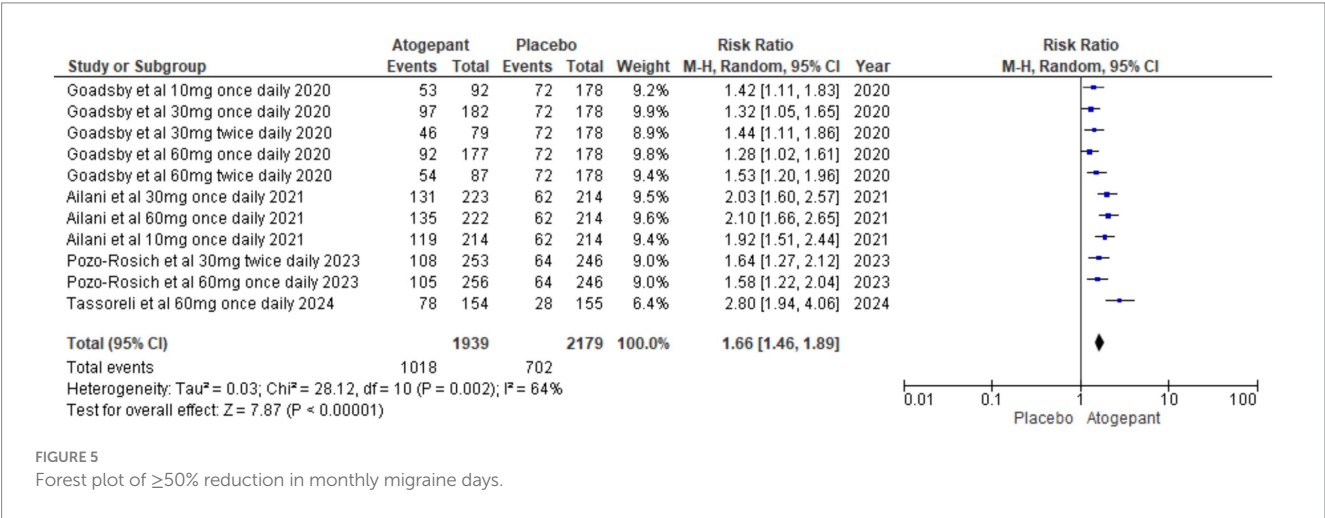 Atogepant Placebo Risk Ratio Risk Ratio
Study or Subgroup Events Total Events Total Weight M-H, Random, 95% CI Year M-H, Random, 95% CI
Goadsby et al 10mg once daily 2020 53 92 72 178 9.2% 1.42 [1.11, 1.83] 2020
Goadsby et al 30mg once daily 2020 97 182 72 178 9.9% 1.32 [1.05, 1.65] 2020
Goadsby et al 30mg twice daily 2020 46 79 72 178 8.9% 1.44 [1.11, 1.86] 2020
Goadsby et al 60mg once daily 2020 92 177 72 178 9.8% 1.28 [1.02, 1.61] 2020
Goadsby et al 60mg twice daily 2020 54 87 72 178 9.4% 1.53 [1.20, 1.96] 2020
Ailani et al 30mg once daily 2021 131 223 62 214 9.5% 2.03 [1.60, 2.57] 2021
Ailani et al 60mg once daily 2021 135 222 62 214 9.6% 2.10 [1.66, 2.65] 2021
Ailani et al 10mg once daily 2021 119 214 62 214 9.4% 1.92 [1.51, 2.44] 2021
Pozo-Rosich et al 30mg twice daily 2023 108 253 64 246 9.0% 1.64 [1.27, 2.12] 2023
Pozo-Rosich et al 60mg once daily 2023 105 256 64 246 9.0% 1.58 [1.22, 2.04] 2023
Tassoreli et al 60mg once daily 2024 78 154 28 155 6.4% 2.80 [1.94, 4.06] 2024
Total (95% CI) 1939 2179 100.0% 1.66 [1.46, 1.89]
Total events 1018 702
Heterogeneity: Tau² = 0.03; Chi² = 28.12, df = 10 (P = 0.002); I² = 64%
Test for overall effect: Z = 7.87 (P < 0.00001)
0.01 0.1 1 10 100
Placebo Atogepant
FIGURE 5
Forest plot of ≥50% reduction in monthly migraine days.